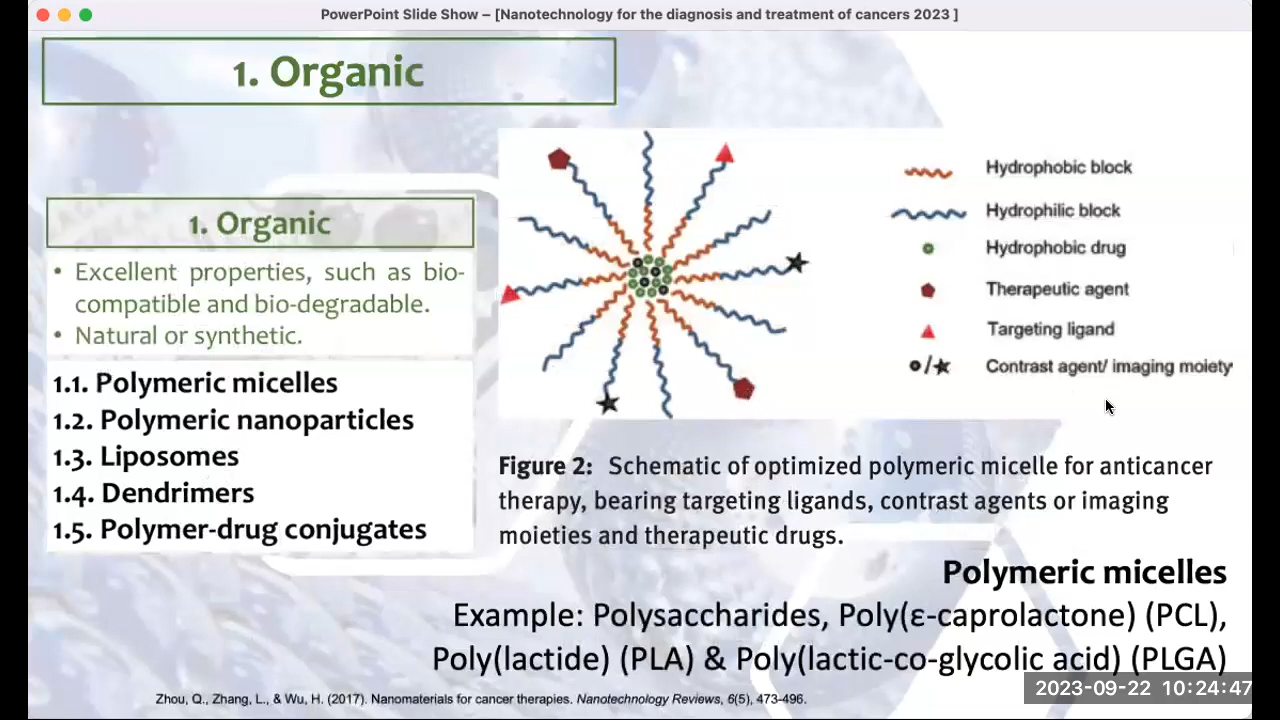 PowerPoint Slide Show – [Nanotechnology for the diagnosis and treatment of cancers 2023 ]
1. Organic
1. Organic
• Excellent properties, such as bio-
compatible and bio-degradable.
• Natural or synthetic.
1.1. Polymeric micelles
1.2. Polymeric nanoparticles
1.3. Liposomes
1.4. Dendrimers
1.5. Polymer-drug conjugates
Hydrophobic block
Hydrophilic block
Hydrophobic drug
Therapeutic agent
Targeting ligand
Contrast agent/ imaging moiety
Figure 2: Schematic of optimized polymeric micelle for anticancer
therapy, bearing targeting ligands, contrast agents or imaging
moieties and therapeutic drugs.
Polymeric micelles
Example: Polysaccharides, Poly(ε-caprolactone) (PCL),
Poly(lactide) (PLA) & Poly(lactic-co-glycolic acid) (PLGA)
Zhou, Q., Zhang, L., & Wu, H. (2017). Nanomaterials for cancer therapies. Nanotechnology Reviews, 6(5), 473-496.
2023-09-22 10:24:47